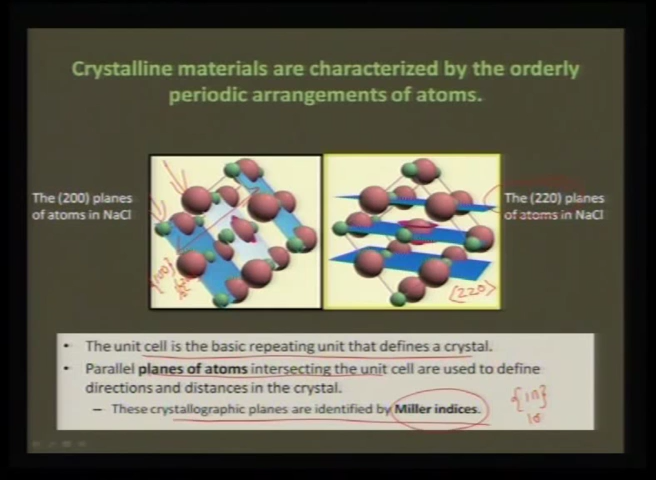 Crystalline materials are characterized by the orderly
periodic arrangements of atoms.
The (200) planes
of atoms in NaCl
The (220) planes
of atoms in NaCl
{220}
• The unit cell is the basic repeating unit that defines a crystal.
• Parallel planes of atoms intersecting the unit cell are used to define
directions and distances in the crystal.
– These crystallographic planes are identified by Miller indices.